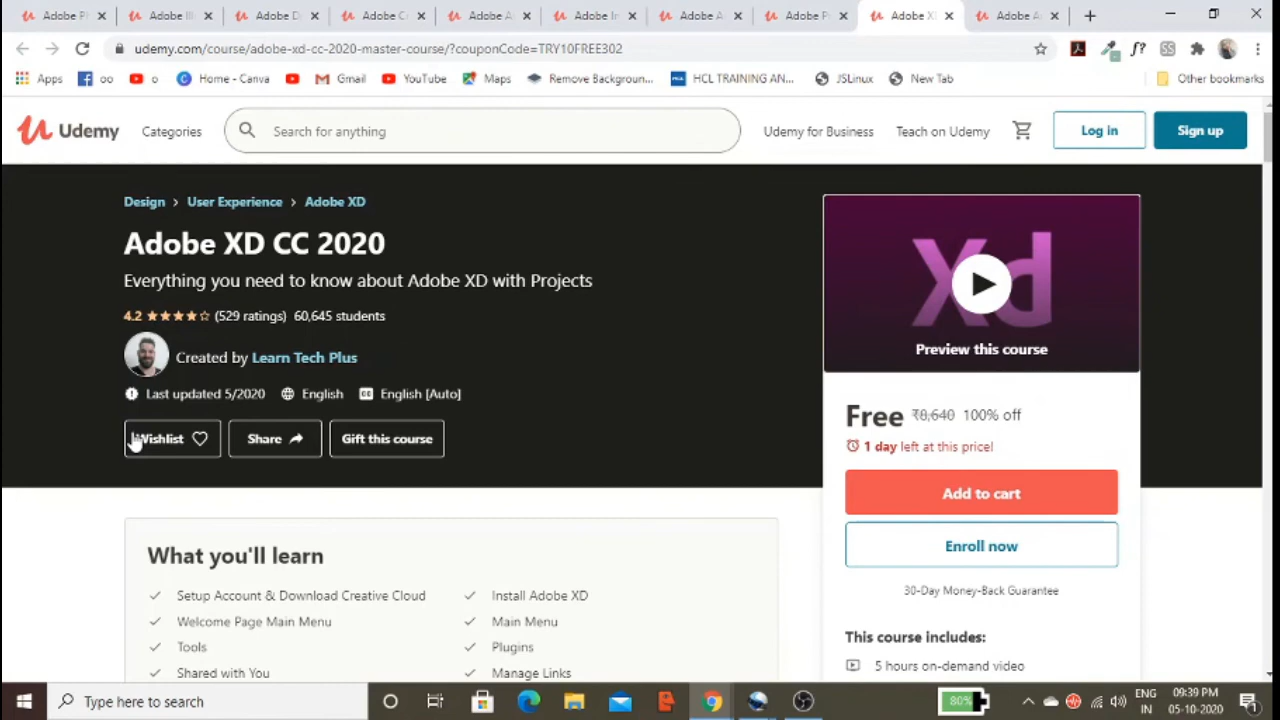 Adobe Ph
Adobe Ill
Adobe D
Adobe C
Adobe A
Adobe In
Adobe A
Adobe P
Adobe X
Adobe A
udemy.com/course/adobe-xd-cc-2020-master-course/?couponCode=TRY10FREE302
f?
Apps
oo
o
Home - Canva
Gmail
YouTube
Maps
Remove Backgroun...
HCL
HCL TRAINING AN...
JSLinux
New Tab
Other bookmarks
Udemy
Categories
Search for anything
Udemy for Business
Teach on Udemy
Log in
Sign up
Design > User Experience > Adobe XD
Adobe XD CC 2020
Everything you need to know about Adobe XD with Projects
4.2 (529 ratings) 60,645 students
Created by Learn Tech Plus
Last updated 5/2020 English CC English [Auto]
Wishlist
Share
Gift this course
Xd
Preview this course
Free ₹8,640 100% off
1 day left at this price!
Add to cart
Enroll now
30-Day Money-Back Guarantee
This course includes:
5 hours on-demand video
What you'll learn
Setup Account & Download Creative Cloud
Install Adobe XD
Welcome Page Main Menu
Main Menu
Tools
Plugins
Shared with You
Manage Links
Type here to search
80%
ENG
IN
09:39 PM
05-10-2020
1